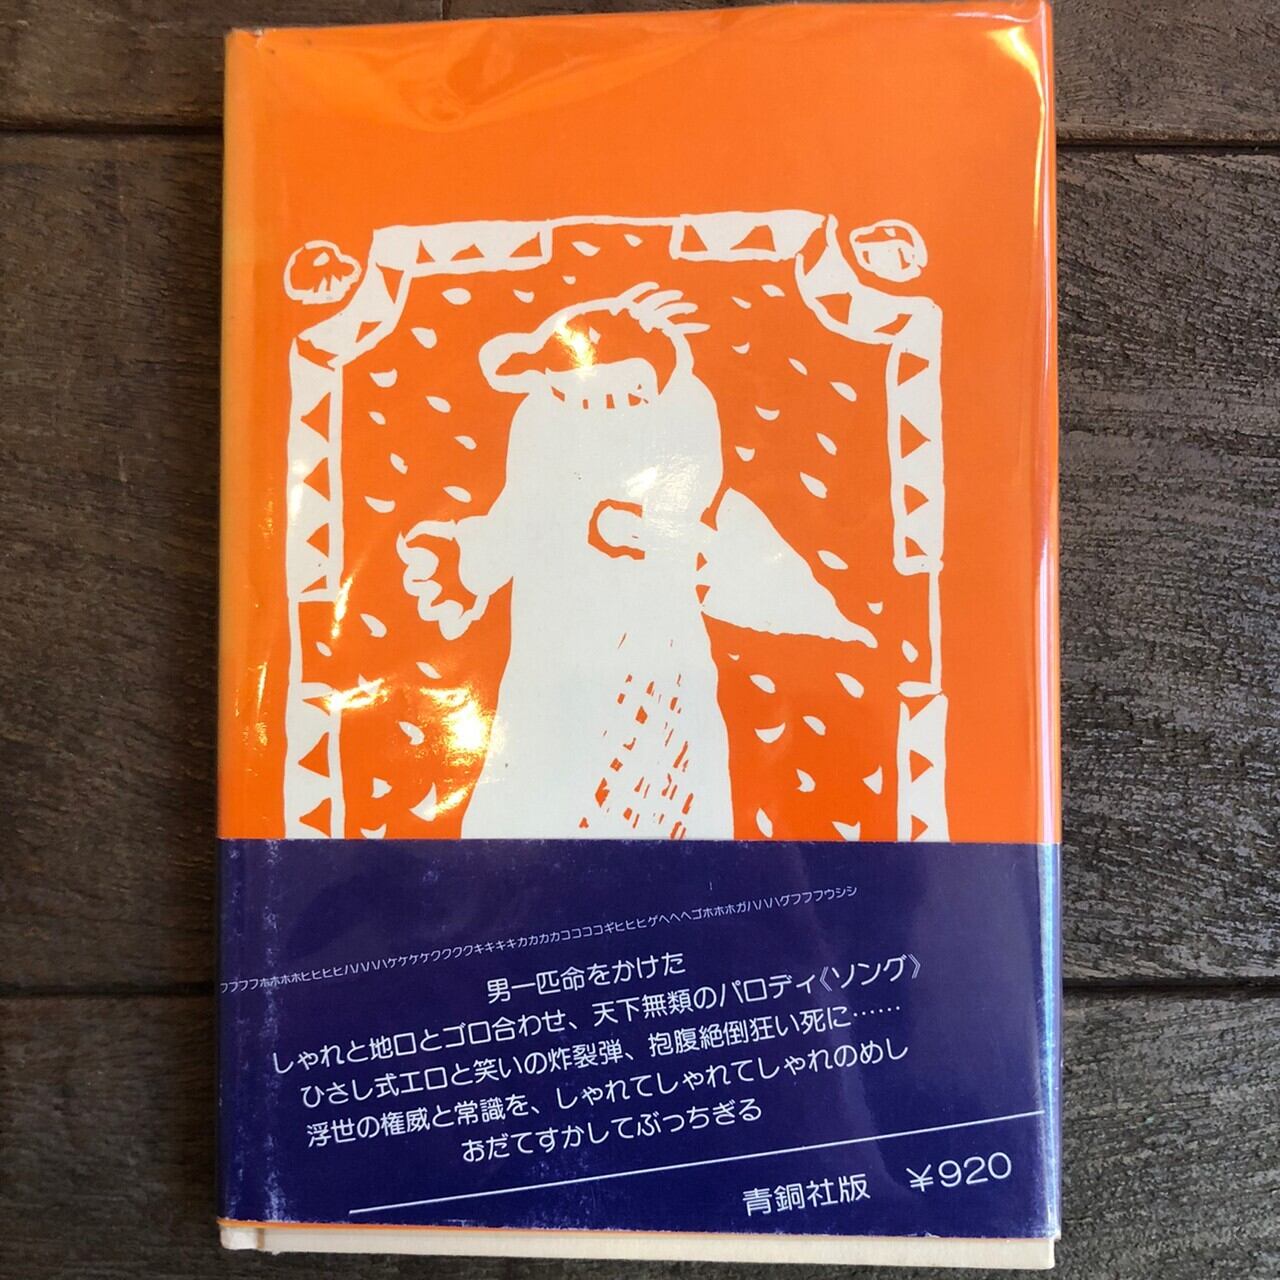 フフフフホホホホヒヒヒヒハハハハケケケケククククキキキキカカカカココココギヒヒヒゲヘヘヘゴホホホガハハハグフフフウシシ
男一匹命をかけた
しゃれと地口とゴロ合わせ、天下無類のパロディ《ソング》
ひさし式エロと笑いの炸裂弾、抱腹絶倒狂い死に……
浮世の権威と常識を、しゃれてしゃれてしゃれのめし
おだてすかしてぶっちぎる
青銅社版 ¥920